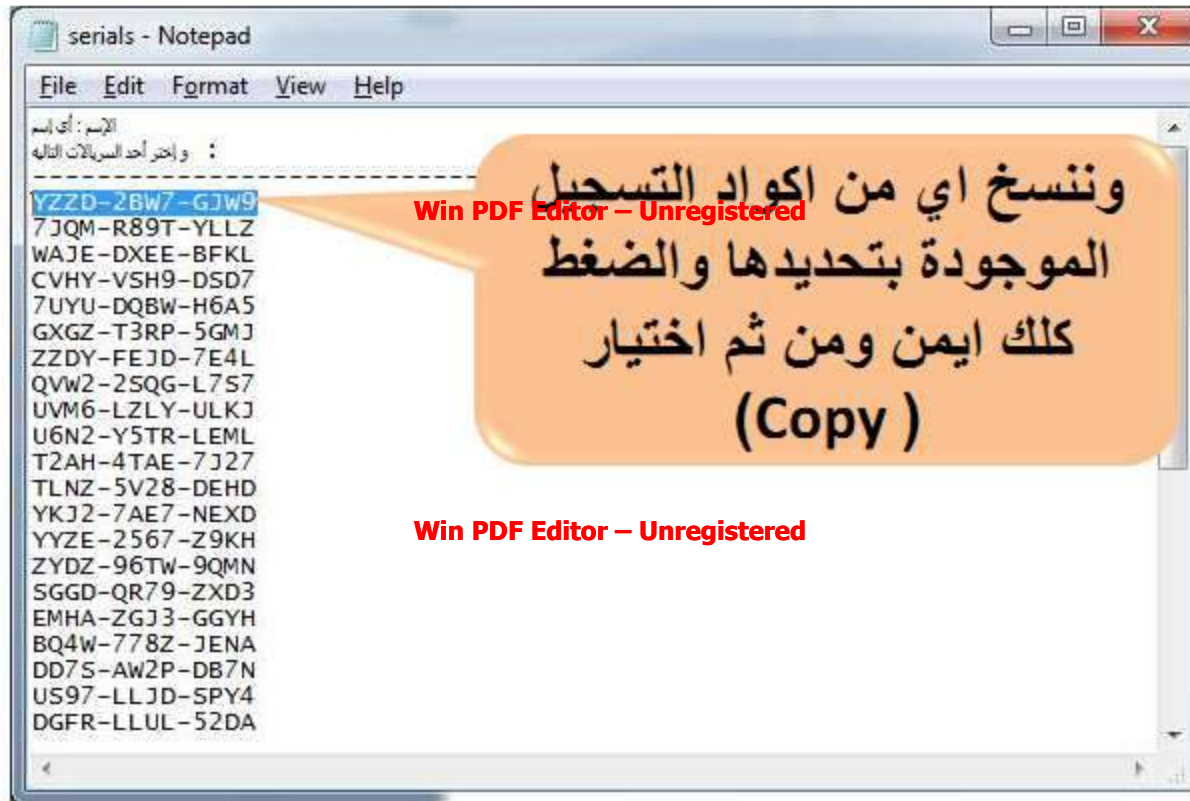 serials - Notepad
File Edit Format View Help
الإسم : أى إسم
و إختر أحد السريالات التاليه :
--------------------------------
YZZD-2BW7-GJW9
7JQM-R89T-YLLZ
WAJE-DXEE-BFKL
CVHY-VSH9-DSD7
7UYU-DQBW-H6A5
GXGZ-T3RP-5GMJ
ZZDY-FEJD-7E4L
QVW2-2SQG-L7S7
UVM6-LZLY-ULKJ
U6N2-Y5TR-LEML
T2AH-4TAE-7J27
TLNZ-5V28-DEHD
YKJ2-7AE7-NEXD
YYZE-2567-Z9KH
ZYDZ-96TW-9QMN
SGGD-QR79-ZXD3
EMHA-ZGJ3-GGYH
BQ4W-778Z-JENA
DD7S-AW2P-DB7N
US97-LLJD-SPY4
DGFR-LLUL-52DA
وننسخ اي من اكواد التسجيل
الموجودة بتحديدها والضغط
كلك ايمن ومن ثم اختيار
(Copy )
Win PDF Editor – Unregistered
Win PDF Editor – Unregistered